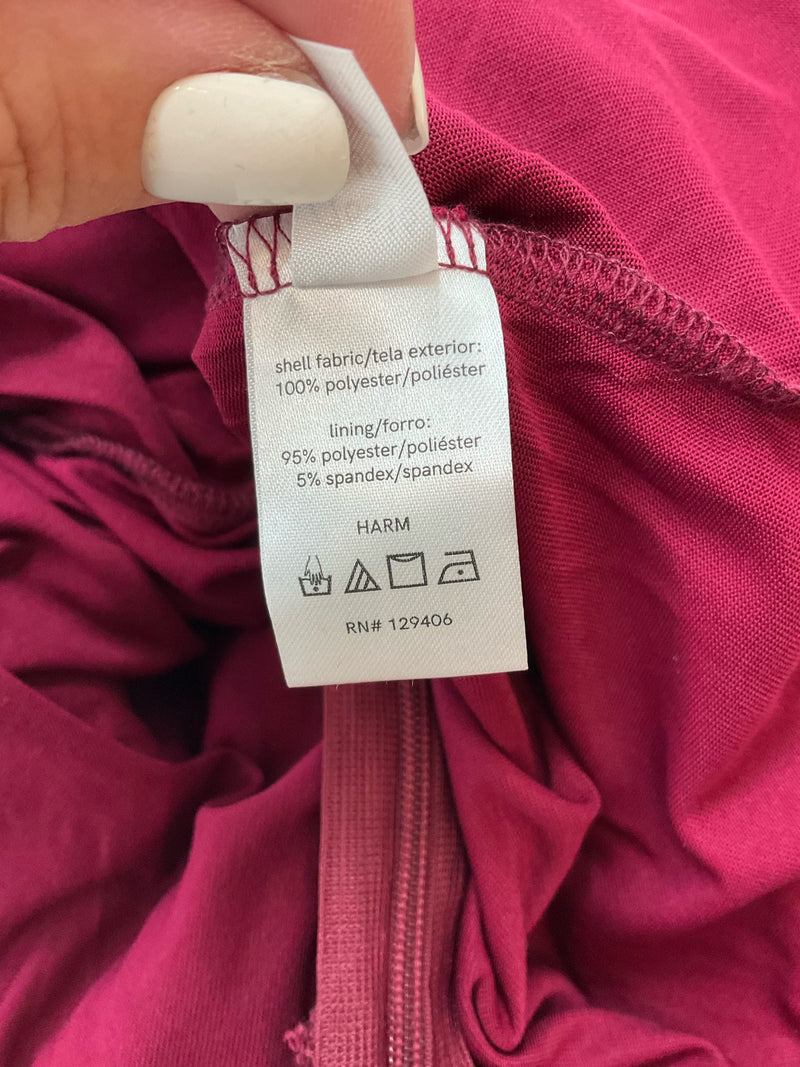 shell fabric/tela exterior:
100% polyester/poliéster
lining/forro:
95% polyester/poliéster
5% spandex/spandex
HARM
RN# 129406